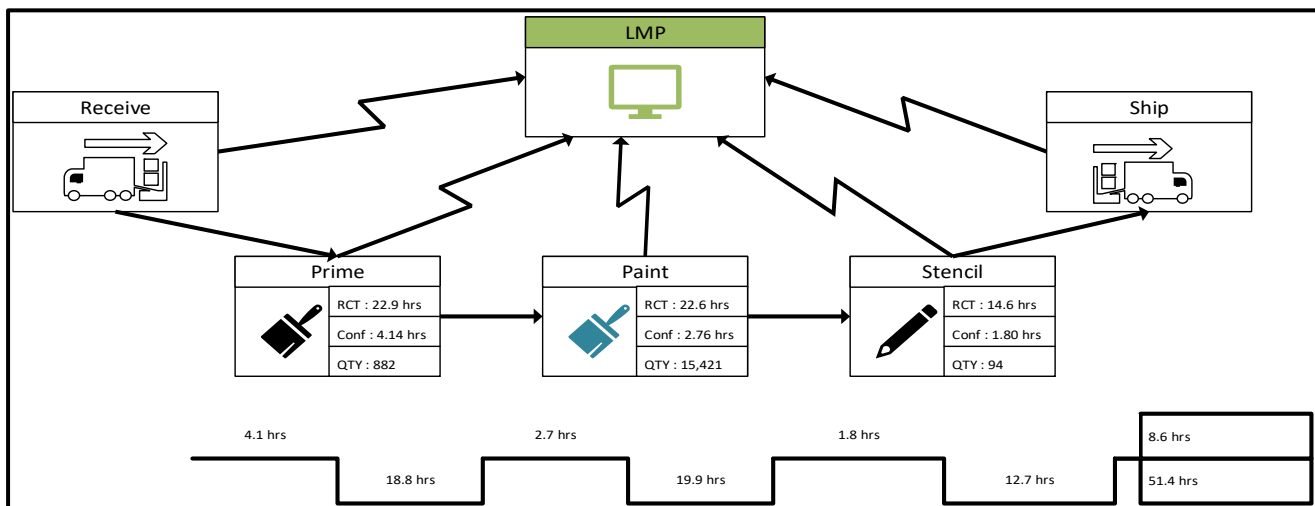 LMP
Receive
Ship
Prime
RCT : 22.9 hrs
Conf : 4.14 hrs
QTY : 882
Paint
RCT : 22.6 hrs
Conf : 2.76 hrs
QTY : 15,421
Stencil
RCT : 14.6 hrs
Conf : 1.80 hrs
QTY : 94
4.1 hrs
2.7 hrs
1.8 hrs
8.6 hrs
18.8 hrs
19.9 hrs
12.7 hrs
51.4 hrs